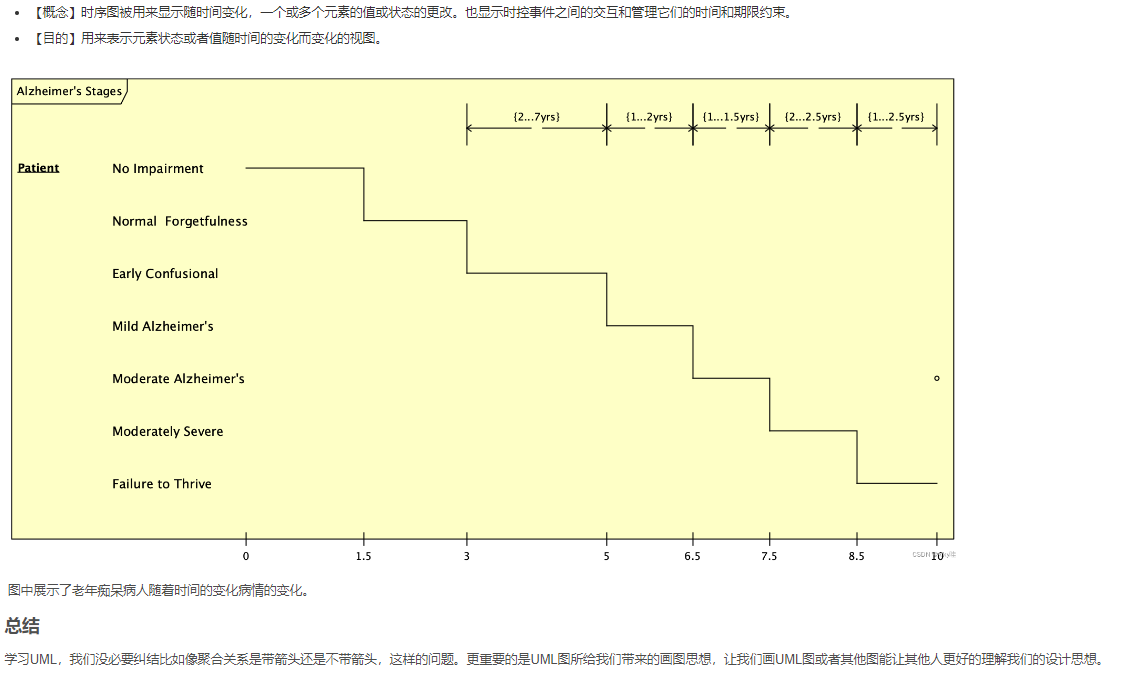 【概念】时序图被用来显示随时间变化，一个或多个元素的值或状态的更改。也显示时控事件之间的交互和管理它们的时间和期限约束。
【目的】用来表示元素状态或者值随时间的变化而变化的视图。
Alzheimer's Stages
{2...7yrs} {1...2yrs} {1...1.5yrs} {2...2.5yrs} {1...2.5yrs}
Patient No Impairment
Normal Forgetfulness
Early Confusional
Mild Alzheimer's
Moderate Alzheimer's
Moderately Severe
Failure to Thrive
0 1.5 3 5 6.5 7.5 8.5 10
CSDN
图中展示了老年痴呆病人随着时间的变化病情的变化。
总结
学习UML，我们没必要纠结比如像聚合关系是带箭头还是不带箭头，这样的问题。更重要的是UML图所给我们带来的画图思想，让我们画UML图或者其他图能让其他人更好的理解我们的设计思想。